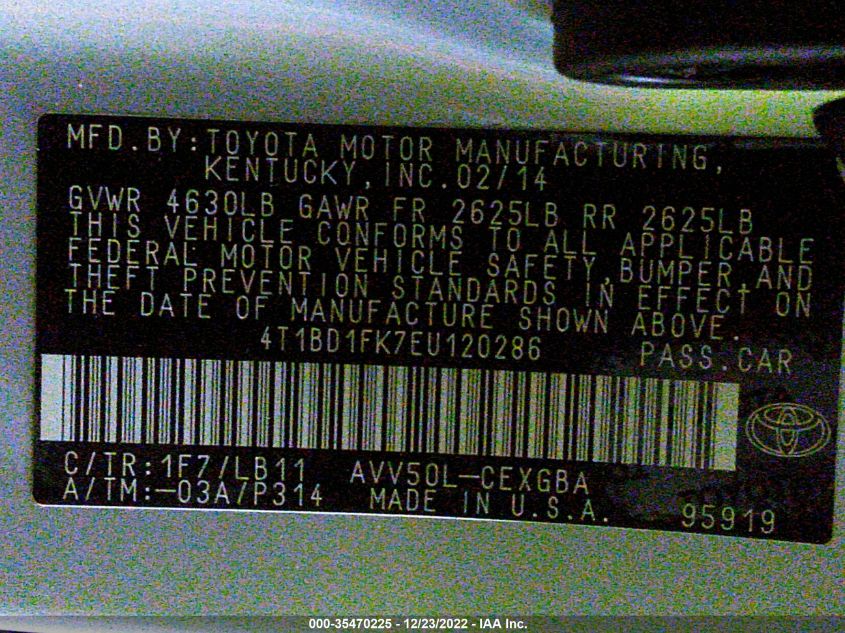 MFD.BY:TOYOTA MOTOR MANUFACTURING,
KENTUCKY,INC.02/14
GVWR 4630LB GAWR FR 2625LB RR 2625LB
THIS VEHICLE CONFORMS TO ALL APPLICABLE
FEDERAL MOTOR VEHICLE SAFETY,BUMPER,AND
THEFT PREVENTION STANDARDS IN EFFECT ON
THE DATE OF MANUFACTURE SHOWN ABOVE.
4T1BD1FK7EU120286 PASS.CAR
C/TR:1F7/LB11 AVV50L-CEXGBA
A/TM:-03A/P314 MADE IN U.S.A. 95919
000-35470225 - 12/23/2022 - IAA Inc.